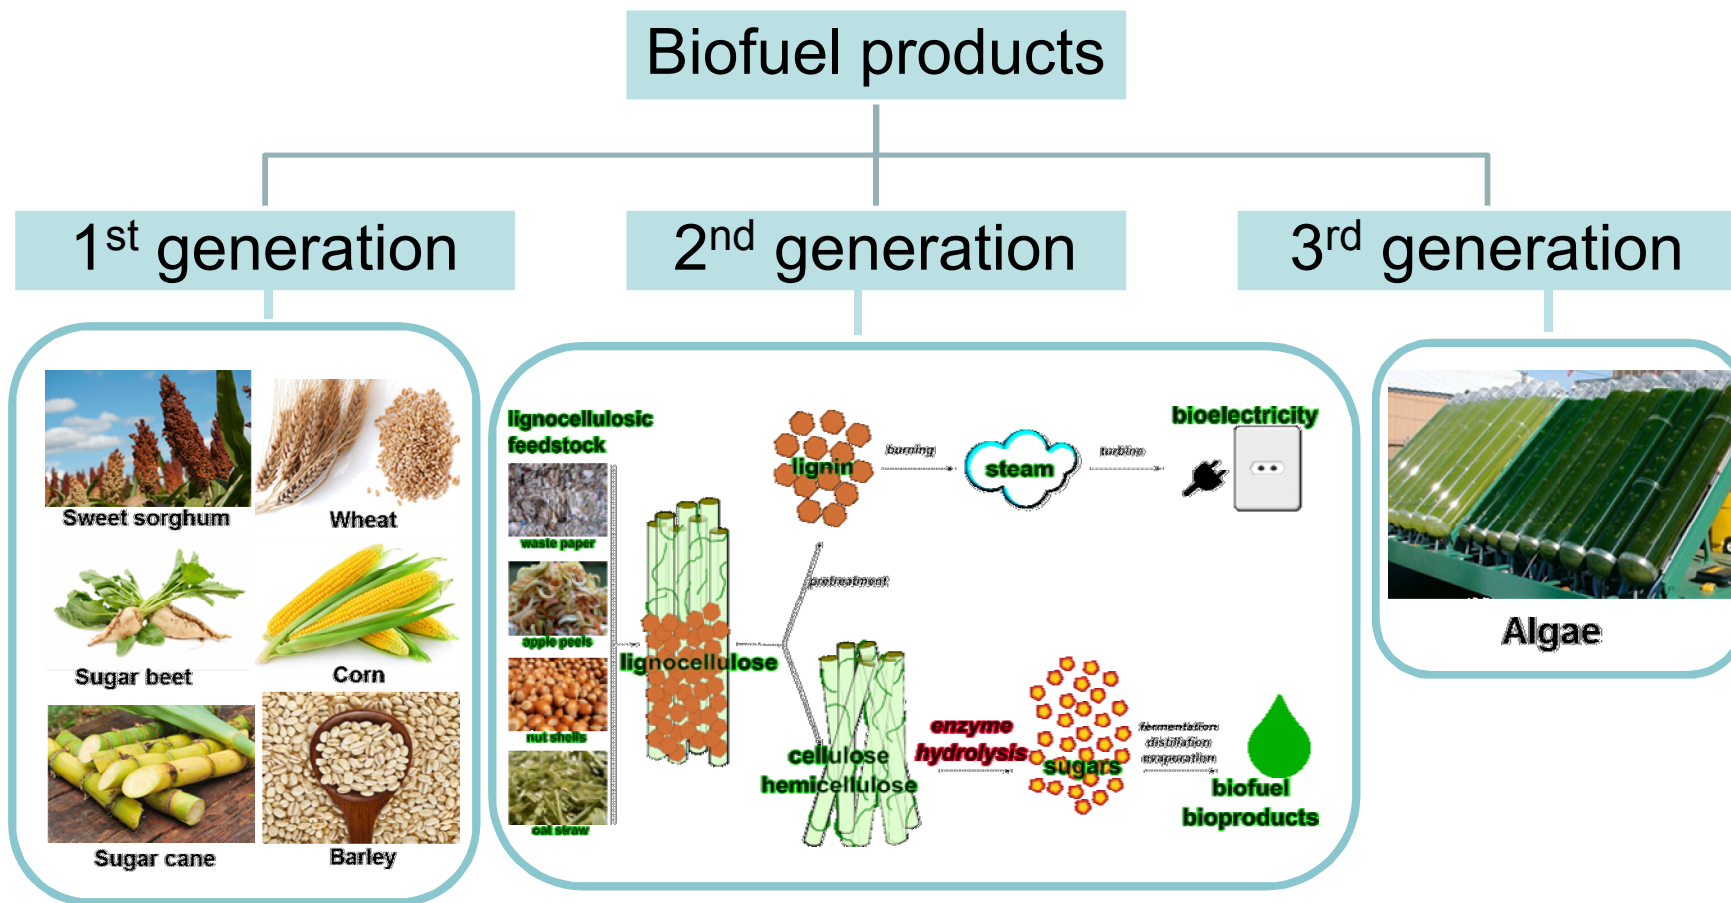 Biofuel products
1st generation
2nd generation
3rd generation
Sweet sorghum
Wheat
Sugar beet
Corn
Sugar cane
Barley
lignocellulosic
feedstock
waste paper
apple peels
nut shells
oat straw
lignocellulose
pretreatment
lignin
burning
steam
turbine
bioelectricity
cellulose
hemicellulose
enzyme
hydrolysis
sugars
fermentation
distillation
evaporation
biofuel
bioproducts
Algae